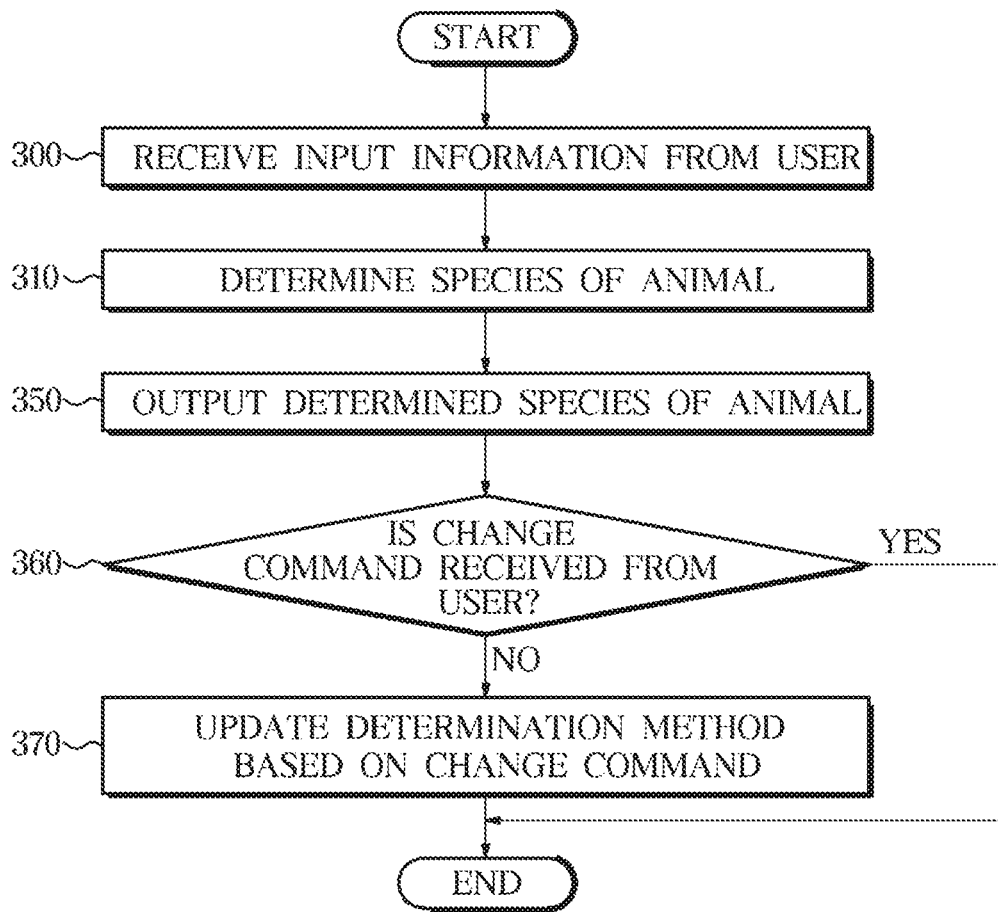 START
300
RECEIVE INPUT INFORMATION FROM USER
310
DETERMINE SPECIES OF ANIMAL
350
OUTPUT DETERMINED SPECIES OF ANIMAL
360
IS CHANGE
COMMAND RECEIVED FROM
USER?
YES
NO
370
UPDATE DETERMINATION METHOD
BASED ON CHANGE COMMAND
END